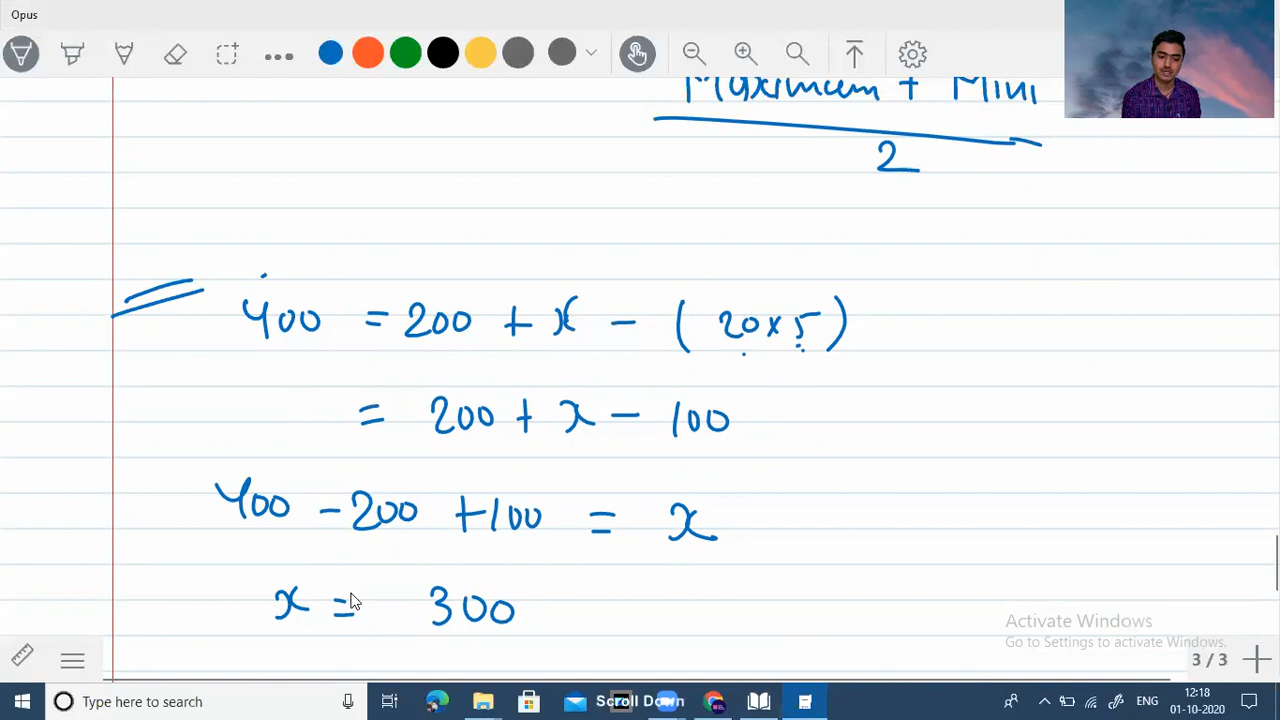 Opus
Maximum + Mini
2
400 = 200 + x - ( 20 x 5 )
= 200 + x - 100
400 - 200 + 100 = x
x = 300
Activate Windows
Go to Settings to activate Windows.
3 / 3
Type here to search
Scroll Down
ENG
12:18
01-10-2020